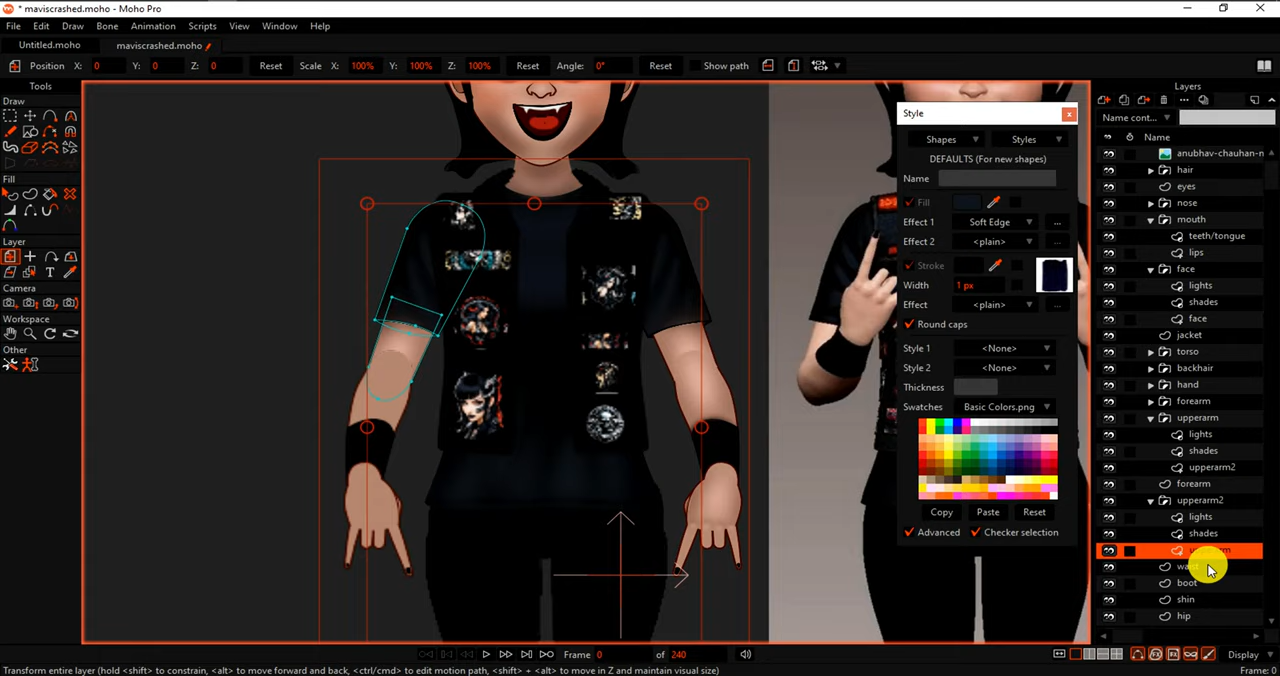 * maviscrashed.moho - Moho Pro
File Edit Draw Bone Animation Scripts View Window Help
Untitled.moho maviscrashed.moho
Position X: 0 Y: 0 Z: 0 Reset Scale X: 100% Y: 100% Z: 100% Reset Angle: 0° Reset Show path
Tools
Draw
Fill
Layer
Camera
Workspace
Other
Style
Shapes Styles
DEFAULTS (For new shapes)
Name
Fill
Effect 1 Soft Edge ...
Effect 2 <plain> ...
Stroke
Width 1 px
Effect <plain> ...
Round caps
Style 1 <None>
Style 2 <None>
Thickness
Swatches Basic Colors.png
Copy Paste Reset
Advanced Checker selection
Layers
Name cont...
Name
anubhav-chauhan-n
hair
eyes
nose
mouth
teeth/tongue
lips
face
lights
shades
face
jacket
torso
backhair
hand
forearm
upperarm
lights
shades
upperarm2
forearm
upperarm2
lights
shades
boot
shin
hip
Frame 0 of 240
Display
Transform entire layer (hold <shift> to constrain, <alt> to move forward and back, <ctrl/cmd> to edit motion path, <shift> + <alt> to move in Z and maintain visual size)
Frame: 0